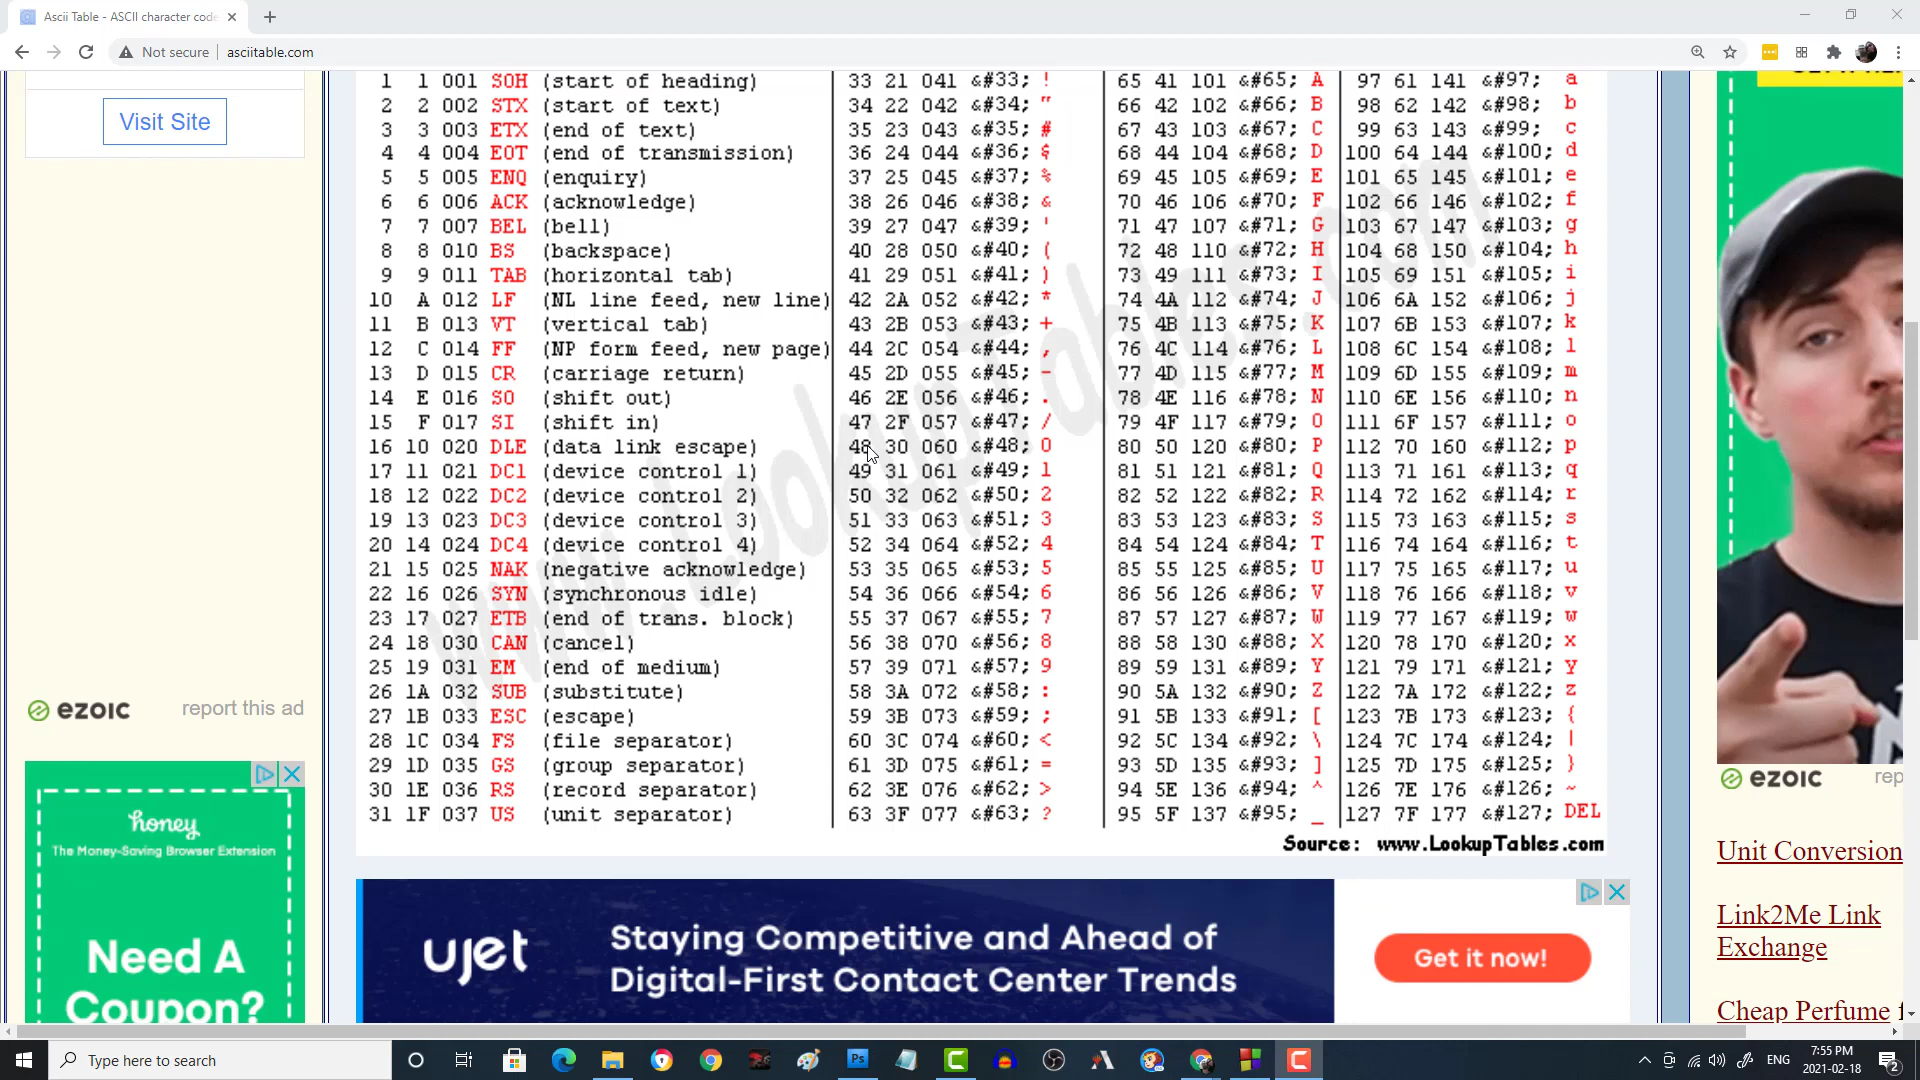 Ascii Table - ASCII character code
Not secure
asciitable.com
Visit Site
1 1 001 SOH (start of heading) 33 21 041 &#33; ! 65 41 101 &#65; A 97 61 141 &#97; a
2 2 002 STX (start of text) 34 22 042 &#34; " 66 42 102 &#66; B 98 62 142 &#98; b
3 3 003 ETX (end of text) 35 23 043 &#35; # 67 43 103 &#67; C 99 63 143 &#99; c
4 4 004 EOT (end of transmission) 36 24 044 &#36; $ 68 44 104 &#68; D 100 64 144 &#100; d
5 5 005 ENQ (enquiry) 37 25 045 &#37; % 69 45 105 &#69; E 101 65 145 &#101; e
6 6 006 ACK (acknowledge) 38 26 046 &#38; & 70 46 106 &#70; F 102 66 146 &#102; f
7 7 007 BEL (bell) 39 27 047 &#39; ' 71 47 107 &#71; G 103 67 147 &#103; g
8 8 010 BS (backspace) 40 28 050 &#40; ( 72 48 110 &#72; H 104 68 150 &#104; h
9 9 011 TAB (horizontal tab) 41 29 051 &#41; ) 73 49 111 &#73; I 105 69 151 &#105; i
10 A 012 LF (NL line feed, new line) 42 2A 052 &#42; * 74 4A 112 &#74; J 106 6A 152 &#106; j
11 B 013 VT (vertical tab) 43 2B 053 &#43; + 75 4B 113 &#75; K 107 6B 153 &#107; k
12 C 014 FF (NP form feed, new page) 44 2C 054 &#44; , 76 4C 114 &#76; L 108 6C 154 &#108; l
13 D 015 CR (carriage return) 45 2D 055 &#45; - 77 4D 115 &#77; M 109 6D 155 &#109; m
14 E 016 SO (shift out) 46 2E 056 &#46; . 78 4E 116 &#78; N 110 6E 156 &#110; n
15 F 017 SI (shift in) 47 2F 057 &#47; / 79 4F 117 &#79; O 111 6F 157 &#111; o
16 10 020 DLE (data link escape) 48 30 060 &#48; 0 80 50 120 &#80; P 112 70 160 &#112; p
17 11 021 DC1 (device control 1) 49 31 061 &#49; 1 81 51 121 &#81; Q 113 71 161 &#113; q
18 12 022 DC2 (device control 2) 50 32 062 &#50; 2 82 52 122 &#82; R 114 72 162 &#114; r
19 13 023 DC3 (device control 3) 51 33 063 &#51; 3 83 53 123 &#83; S 115 73 163 &#115; s
20 14 024 DC4 (device control 4) 52 34 064 &#52; 4 84 54 124 &#84; T 116 74 164 &#116; t
21 15 025 NAK (negative acknowledge) 53 35 065 &#53; 5 85 55 125 &#85; U 117 75 165 &#117; u
22 16 026 SYN (synchronous idle) 54 36 066 &#54; 6 86 56 126 &#86; V 118 76 166 &#118; v
23 17 027 ETB (end of trans. block) 55 37 067 &#55; 7 87 57 127 &#87; W 119 77 167 &#119; w
24 18 030 CAN (cancel) 56 38 070 &#56; 8 88 58 130 &#88; X 120 78 170 &#120; x
25 19 031 EM (end of medium) 57 39 071 &#57; 9 89 59 131 &#89; Y 121 79 171 &#121; y
26 1A 032 SUB (substitute) 58 3A 072 &#58; : 90 5A 132 &#90; Z 122 7A 172 &#122; z
27 1B 033 ESC (escape) 59 3B 073 &#59; ; 91 5B 133 &#91; [ 123 7B 173 &#123; {
28 1C 034 FS (file separator) 60 3C 074 &#60; < 92 5C 134 &#92; \ 124 7C 174 &#124; |
29 1D 035 GS (group separator) 61 3D 075 &#61; = 93 5D 135 &#93; ] 125 7D 175 &#125; }
30 1E 036 RS (record separator) 62 3E 076 &#62; > 94 5E 136 &#94; ^ 126 7E 176 &#126; ~
31 1F 037 US (unit separator) 63 3F 077 &#63; ? 95 5F 137 &#95; _ 127 7F 177 &#127; DEL
Source: www.LookupTables.com
www.LookupTables.com
ezoic report this ad
honey
The Money-Saving Browser Extension
Need A
Coupon?
ujet
Staying Competitive and Ahead of
Digital-First Contact Center Trends
Get it now!
ezoic rep
Unit Conversion
Link2Me Link
Exchange
Cheap Perfume f
Type here to search
Ps
ENG
7:55 PM
2021-02-18
2